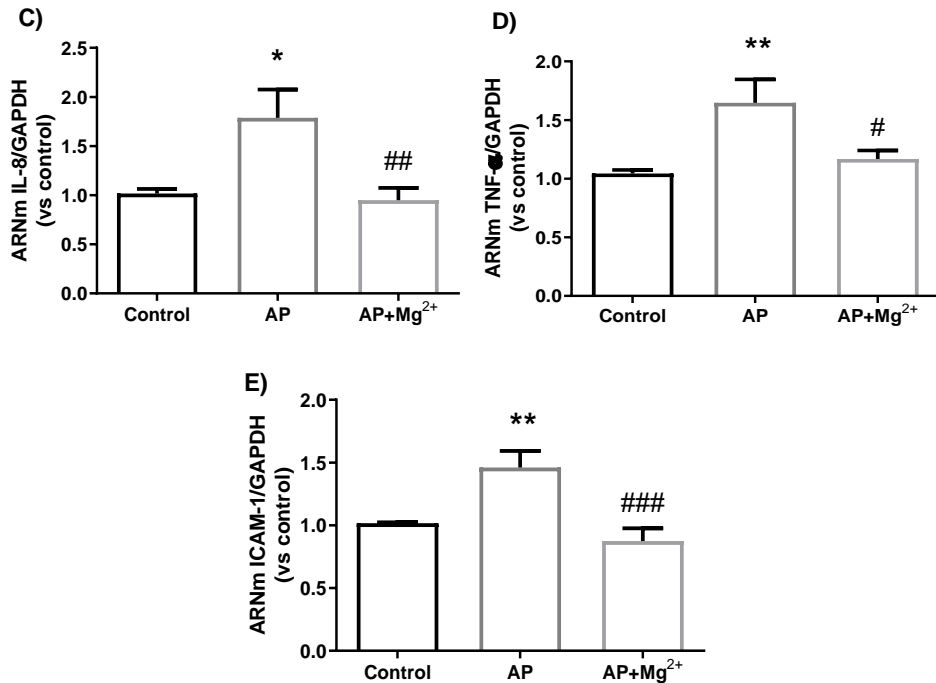 C)
ARNm IL-8/GAPDH
(vs control)
2.5
2.0
1.5
1.0
0.5
0.0
*
##
Control AP AP+Mg²⁺
D)
ARNm TNF-α/GAPDH
(vs control)
2.0
1.5
1.0
0.5
0.0
**
#
Control AP AP+Mg²⁺
E)
ARNm ICAM-1/GAPDH
(vs control)
2.0
1.5
1.0
0.5
0.0
**
###
Control AP AP+Mg²⁺